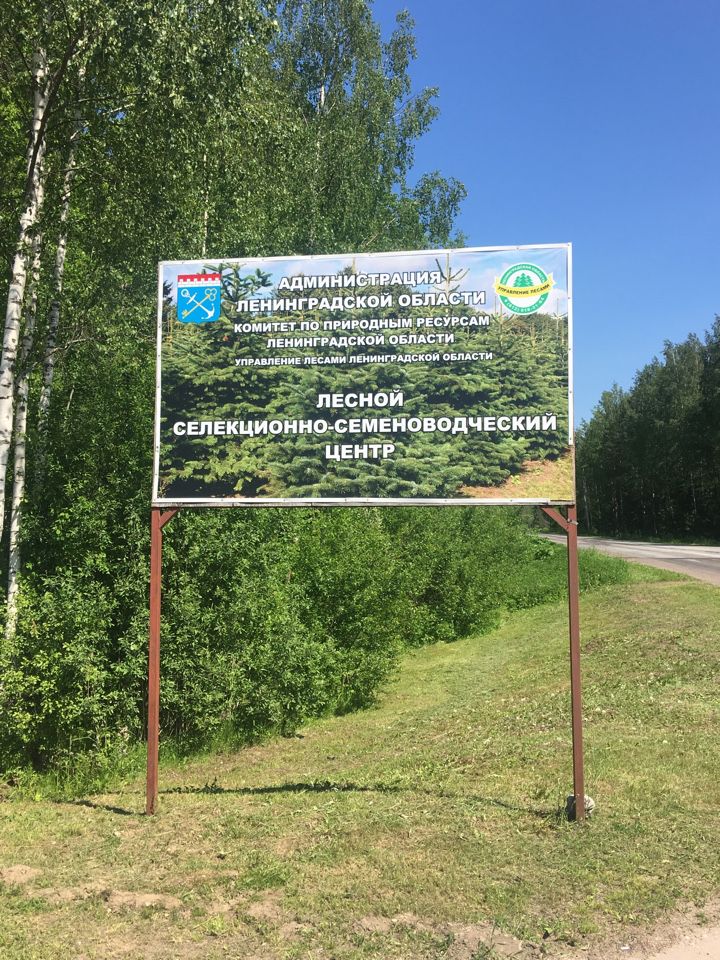 АДМИНИСТРАЦИЯ
ЛЕНИНГРАДСКОЙ ОБЛАСТИ
КОМИТЕТ ПО ПРИРОДНЫМ РЕСУРСАМ
ЛЕНИНГРАДСКОЙ ОБЛАСТИ
УПРАВЛЕНИЕ ЛЕСАМИ ЛЕНИНГРАДСКОЙ ОБЛАСТИ
ЛЕСНОЙ
СЕЛЕКЦИОННО-СЕМЕНОВОДЧЕСКИЙ
ЦЕНТР
УПРАВЛЕНИЕ ЛЕСАМИ